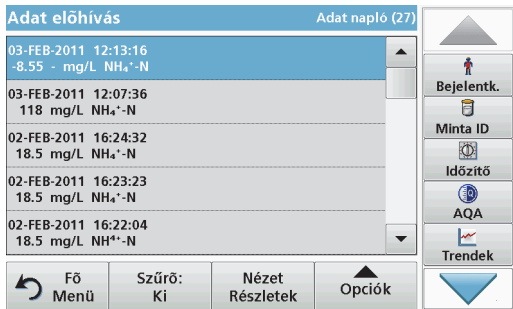 Adat elõhívás
Adat napló (27)
03-FEB-2011 12:13:16
-8.55 - mg/L NH₄⁺-N
03-FEB-2011 12:07:36
118 mg/L NH₄⁺-N
02-FEB-2011 16:24:32
18.5 mg/L NH₄⁺-N
02-FEB-2011 16:23:23
18.5 mg/L NH₄⁺-N
02-FEB-2011 16:22:04
18.5 mg/L NH⁴⁺-N
Bejelentk.
Minta ID
Időzítő
AQA
Trendek
Fõ
Menü
Szűrõ:
Ki
Nézet
Részletek
Opciók